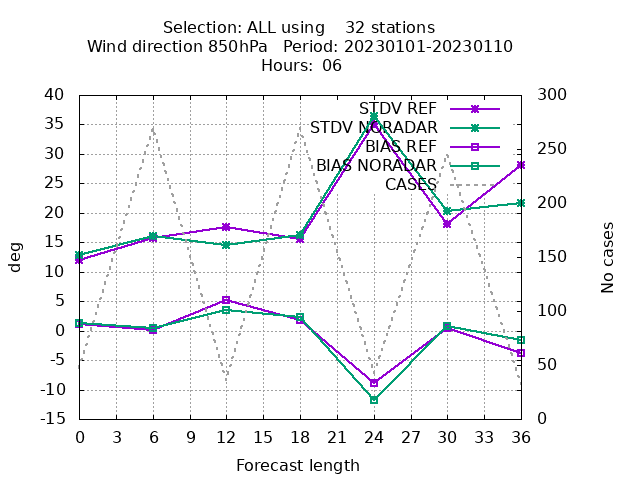 Selection: ALL using    32 stations
Wind direction 850hPa   Period: 20230101-20230110
Hours: 06
STDV REF
STDV NORADAR
BIAS REF
BIAS NORADAR
CASES
40
35
30
25
20
15
10
5
0
-5
-10
-15
deg
300
250
200
150
100
50
0
No cases
0 3 6 9 12 15 18 21 24 27 30 33 36
Forecast length